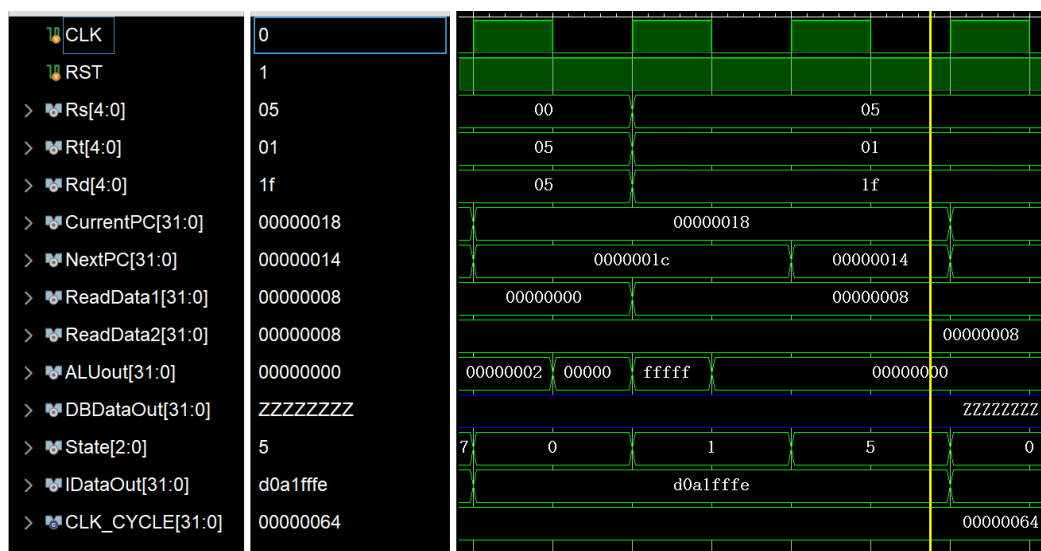 CLK 0
RST 1
Rs[4:0] 05 00 05
Rt[4:0] 01 05 01
Rd[4:0] 1f 05 1f
CurrentPC[31:0] 00000018 00000018
NextPC[31:0] 00000014 0000001c 00000014
ReadData1[31:0] 00000008 00000000 00000008
ReadData2[31:0] 00000008 00000008
ALUout[31:0] 00000000 00000002 00000 fffff 00000000
DBDataOut[31:0] ZZZZZZZZ ZZZZZZZZ
State[2:0] 5 7 0 1 5 0
IDataOut[31:0] d0a1fffe d0a1fffe
CLK_CYCLE[31:0] 00000064 00000064